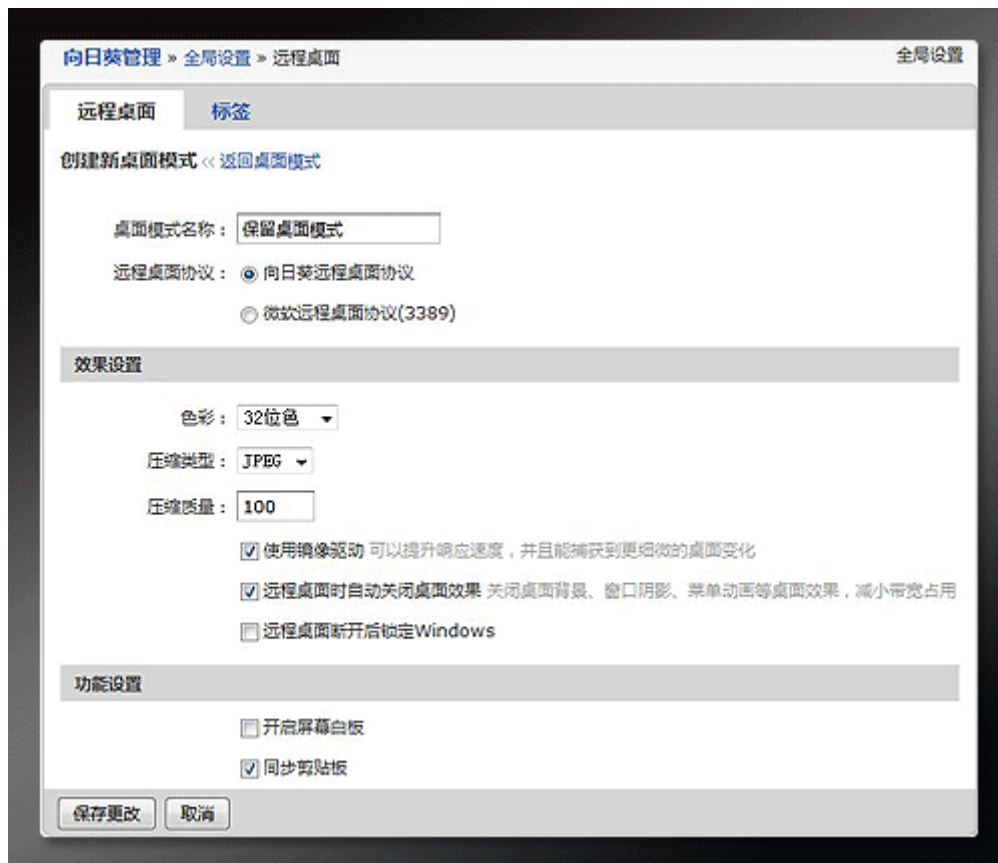 向日葵管理 » 全局设置 » 远程桌面
全局设置
远程桌面 标签
创建新桌面模式 « 返回桌面模式
桌面模式名称： 保留桌面模式
远程桌面协议： 向日葵远程桌面协议
微软远程桌面协议(3389)
效果设置
色彩： 32位色
压缩类型： JPEG
压缩质量： 100
使用镜像驱动 可以提升响应速度，并且能捕获到更细微的桌面变化
远程桌面时自动关闭桌面效果 关闭桌面背景、窗口阴影、菜单动画等桌面效果，减小带宽占用
远程桌面断开后锁定Windows
功能设置
开启屏幕白板
同步剪贴板
保存更改 取消